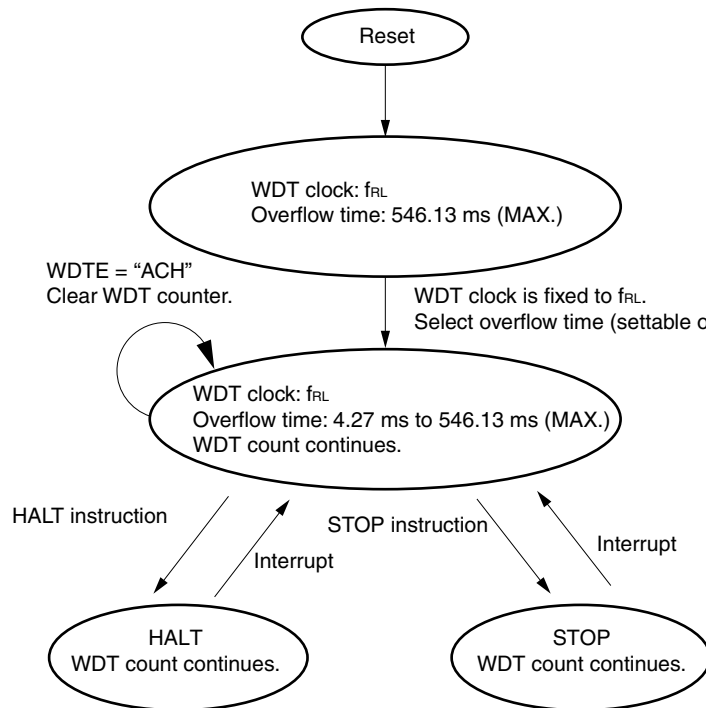 Reset
WDT clock: fRL
Overflow time: 546.13 ms (MAX.)
WDTE = “ACH”
Clear WDT counter.
WDT clock is fixed to fRL.
Select overflow time (settable o
WDT clock: fRL
Overflow time: 4.27 ms to 546.13 ms (MAX.)
WDT count continues.
HALT instruction
Interrupt
STOP instruction
Interrupt
HALT
WDT count continues.
STOP
WDT count continues.